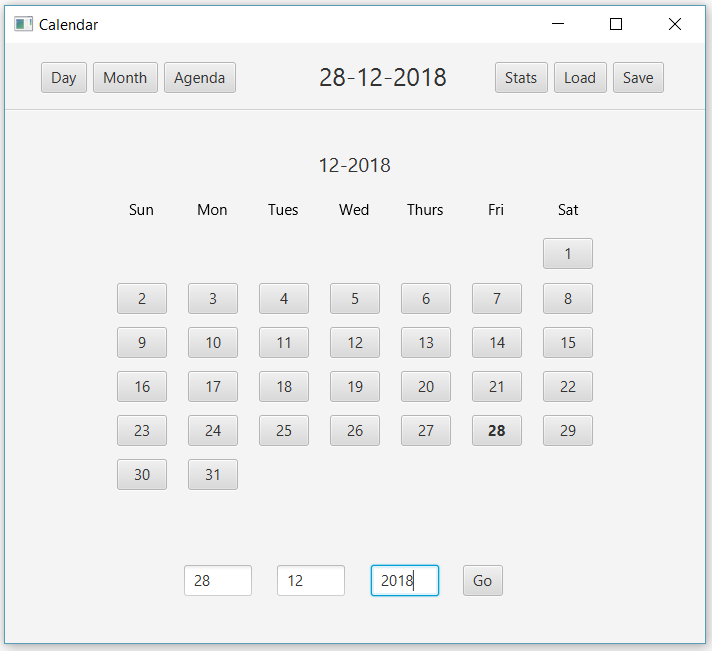 Calendar
Day Month Agenda 28-12-2018 Stats Load Save
12-2018
Sun Mon Tues Wed Thurs Fri Sat
1
2 3 4 5 6 7 8
9 10 11 12 13 14 15
16 17 18 19 20 21 22
23 24 25 26 27 28 29
30 31
28 12 2018 Go